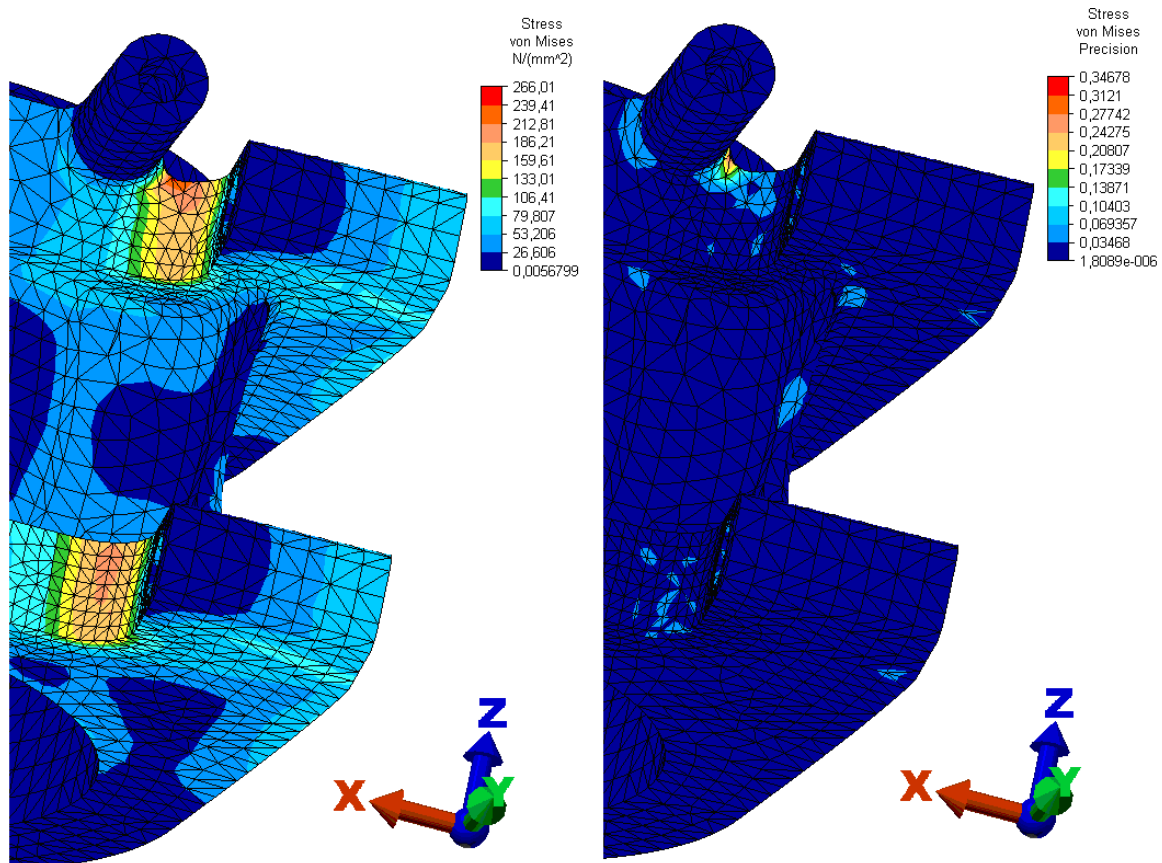 Stress
von Mises
N/(mm^2)
266,01
239,41
212,81
186,21
159,61
133,01
106,41
79,807
53,206
26,606
0,0056799
Z
X
Y
Stress
von Mises
Precision
0,34678
0,3121
0,27742
0,24275
0,20807
0,17339
0,13871
0,10403
0,069357
0,03468
1,8089e-006
Z
X
Y